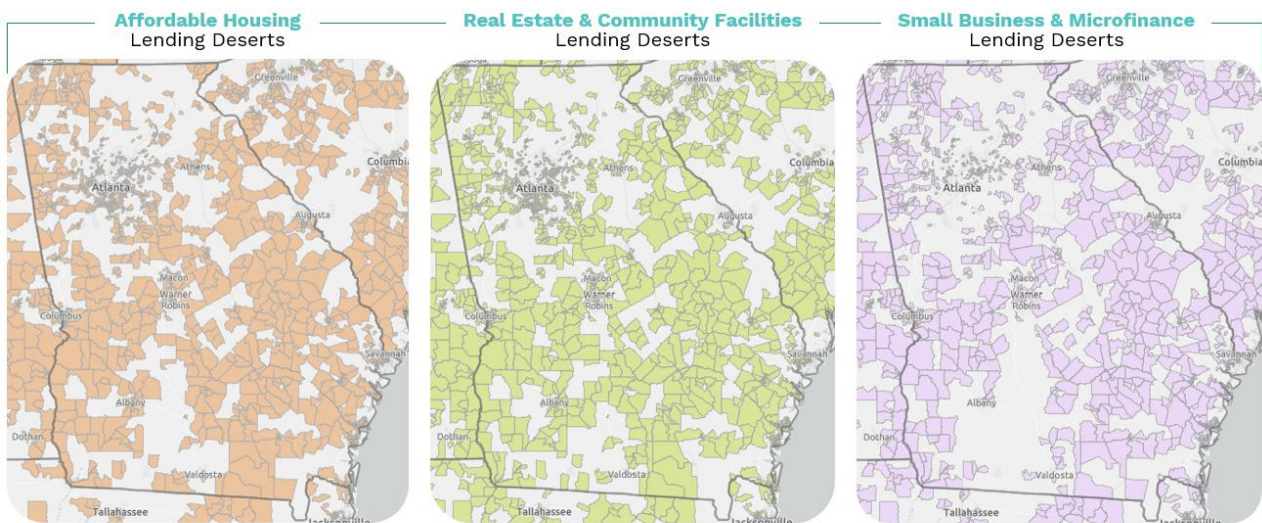 Affordable Housing
Lending Deserts
Real Estate & Community Facilities
Lending Deserts
Small Business & Microfinance
Lending Deserts
Greenville
Columbia
Athens
Atlanta
Augusta
Macon
Warner
Robins
Columbus
Savannah
Albany
Dothan
Valdosta
Tallahassee
Jacksonville
Greenville
Columbia
Athens
Atlanta
Augusta
Macon
Warner
Robins
Columbus
Savannah
Albany
Dothan
Valdosta
Tallahassee
Jacksonville
Greenville
Columbia
Athens
Atlanta
Augusta
Macon
Warner
Robins
Columbus
Savannah
Albany
Dothan
Valdosta
Tallahassee
Jacksonville